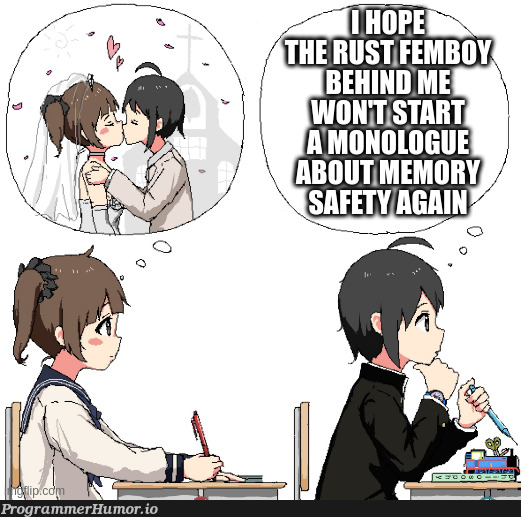 I HOPE
THE RUST FEMBOY
BEHIND ME
WON'T START
A MONOLOGUE
ABOUT MEMORY
SAFETY AGAIN
imgflip.com
ProgrammerHumor.io